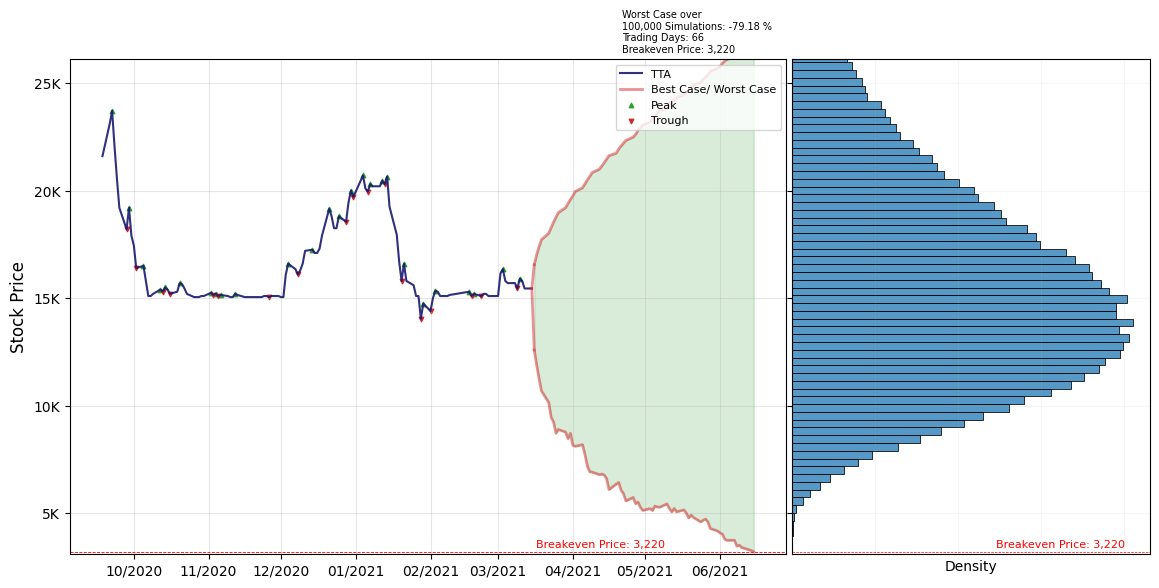 Worst Case over
100,000 Simulations: -79.18 %
Trading Days: 66
Breakeven Price: 3,220
TTA
Best Case/ Worst Case
Peak
Trough
Stock Price
25K
20K
15K
10K
5K
Breakeven Price: 3,220
Breakeven Price: 3,220
10/2020
11/2020
12/2020
01/2021
02/2021
03/2021
04/2021
05/2021
06/2021
Density